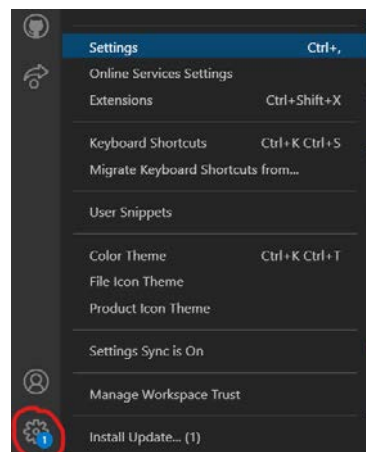 Settings Ctrl+,
Online Services Settings
Extensions Ctrl+Shift+X
Keyboard Shortcuts Ctrl+K Ctrl+S
Migrate Keyboard Shortcuts from...
User Snippets
Color Theme Ctrl+K Ctrl+T
File Icon Theme
Product Icon Theme
Settings Sync is On
Manage Workspace Trust
1
Install Update... (1)